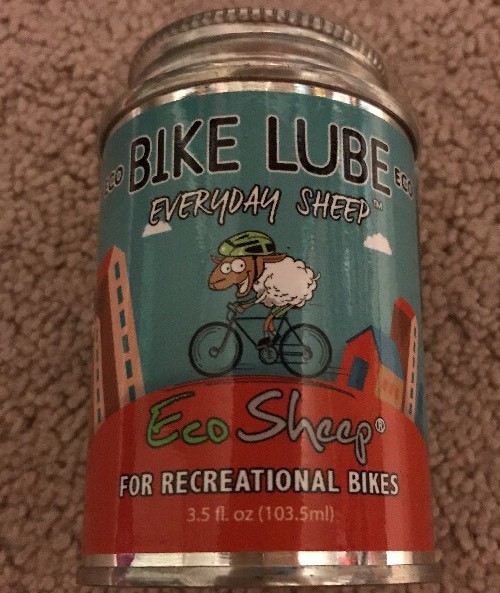 ECO BIKE LUBE ECO
EVERYDAY SHEEP™
Eco Sheep®
FOR RECREATIONAL BIKES
3.5 fl. oz (103.5ml)